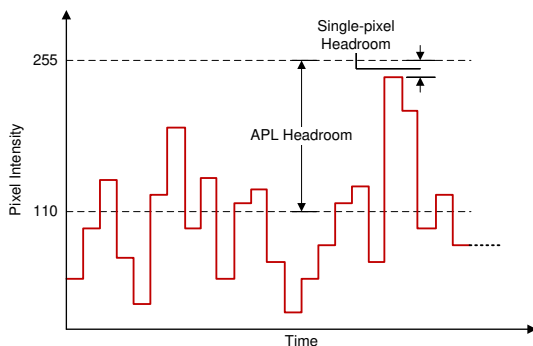 Single-pixel
Headroom
255
APL Headroom
Pixel Intensity
110
Time